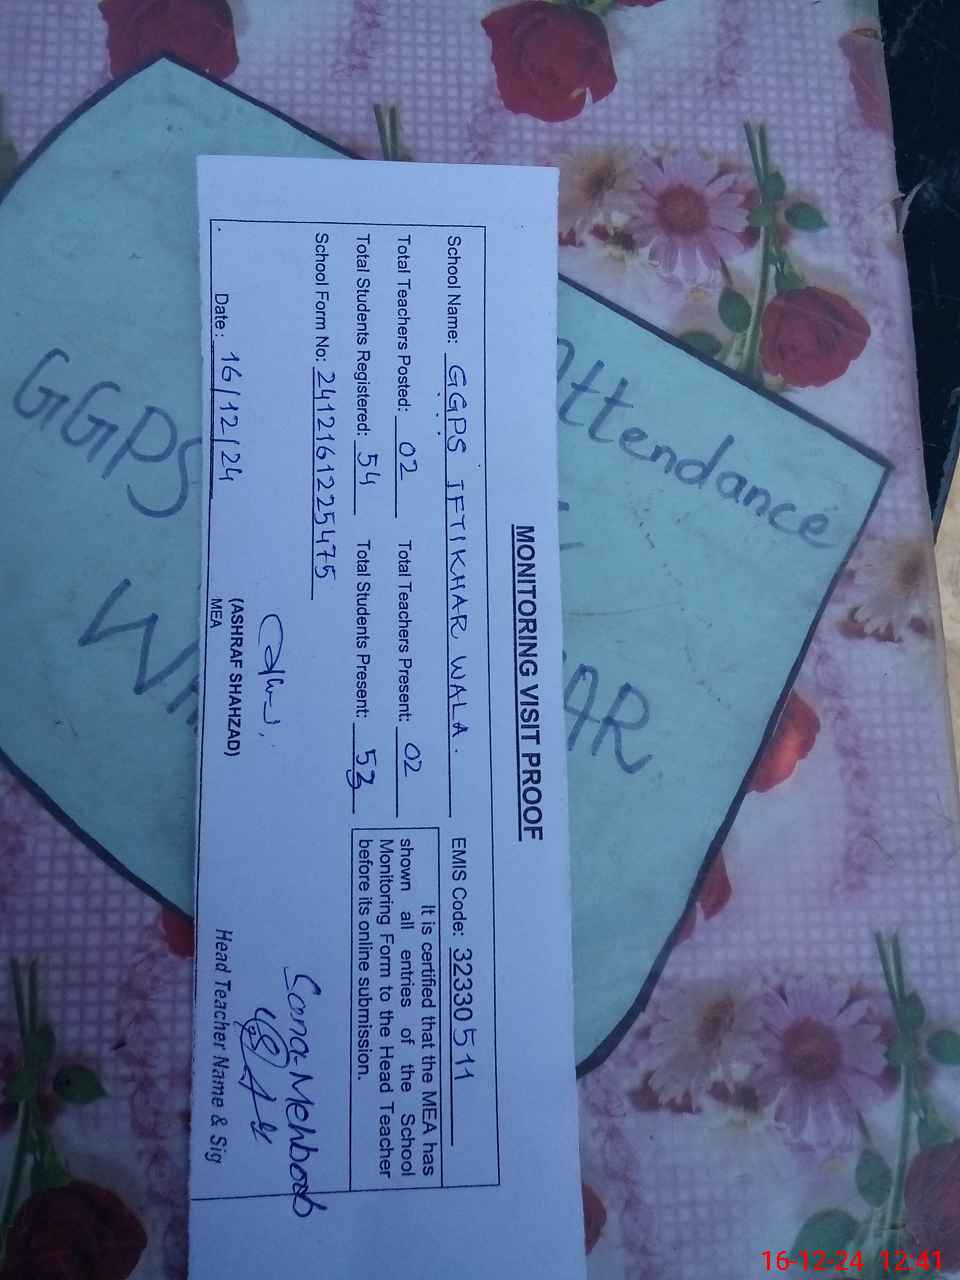 MONITORING VISIT PROOF
School Name: GGPS IFTIKHAR WALA. EMIS Code: 32330511
Total Teachers Posted: 02 Total Teachers Present: 02
Total Students Registered: 54 Total Students Present: 53
School Form No: 2412161225475
It is certified that the MEA has
shown all entries of the School
Monitoring Form to the Head Teacher
before its online submission.
Sana Mehboob
(ASHRAF SHAHZAD)
MEA
Date: 16/12/24
Head Teacher Name & Sig
Attendance
GGPS
AR
W
16-12-24 12:41